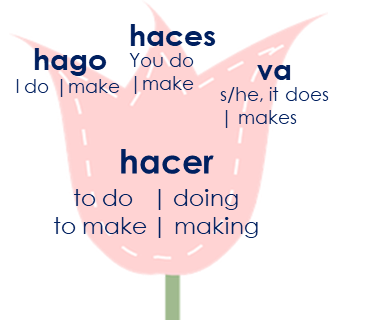 hago
I do | make
haces
You do
| make
va
s/he, it does
| makes
hacer
to do | doing
to make | making